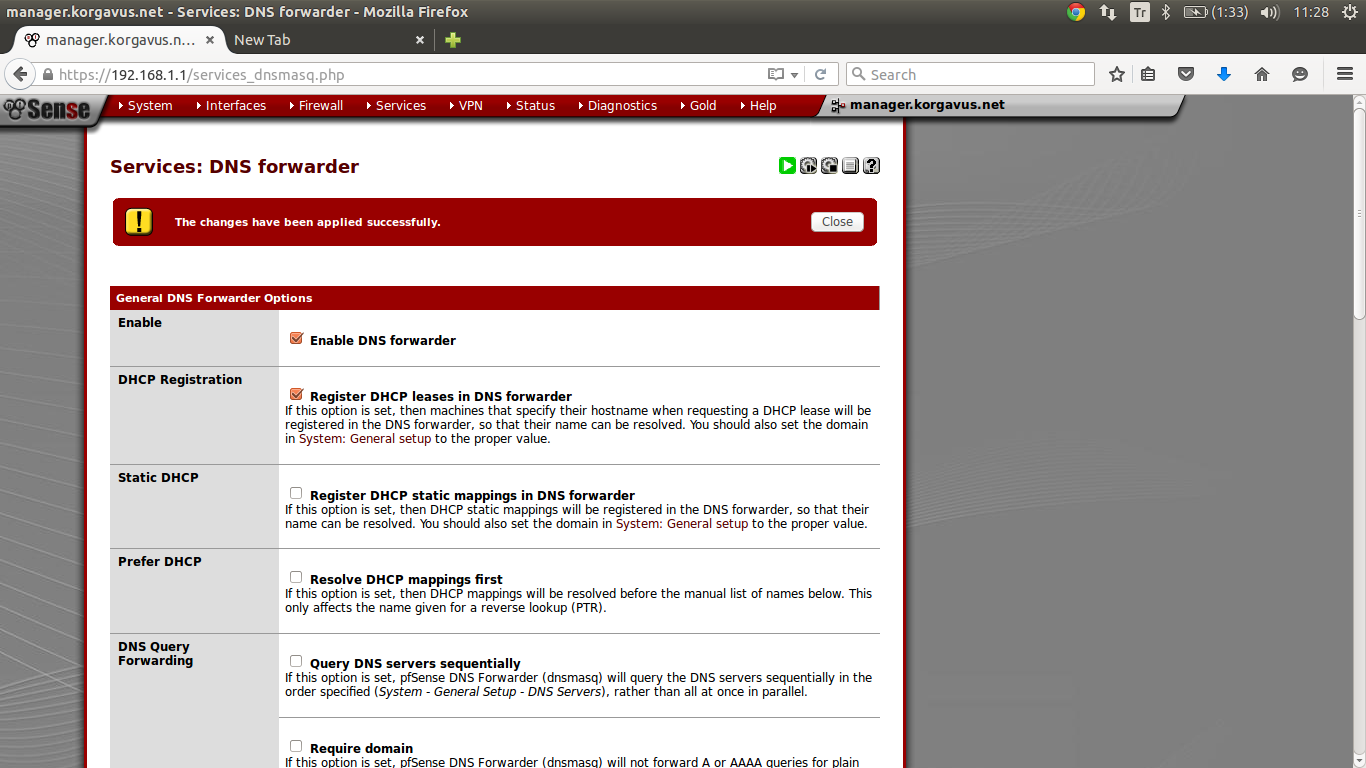 manager.korgavus.net - Services: DNS forwarder - Mozilla Firefox
Tr (1:33) 11:28
manager.korgavus.n... × New Tab ×
https://192.168.1.1/services_dnsmasq.php Search
Sense System Interfaces Firewall Services VPN Status Diagnostics Gold Help manager.korgavus.net
Services: DNS forwarder
The changes have been applied successfully. Close
General DNS Forwarder Options
Enable
Enable DNS forwarder
DHCP Registration
Register DHCP leases in DNS forwarder
If this option is set, then machines that specify their hostname when requesting a DHCP lease will be
registered in the DNS forwarder, so that their name can be resolved. You should also set the domain
in System: General setup to the proper value.
Static DHCP
Register DHCP static mappings in DNS forwarder
If this option is set, then DHCP static mappings will be registered in the DNS forwarder, so that their
name can be resolved. You should also set the domain in System: General setup to the proper value.
Prefer DHCP
Resolve DHCP mappings first
If this option is set, then DHCP mappings will be resolved before the manual list of names below. This
only affects the name given for a reverse lookup (PTR).
DNS Query
Forwarding
Query DNS servers sequentially
If this option is set, pfSense DNS Forwarder (dnsmasq) will query the DNS servers sequentially in the
order specified (System - General Setup - DNS Servers), rather than all at once in parallel.
Require domain
If this option is set, pfSense DNS Forwarder (dnsmasq) will not forward A or AAAA queries for plain